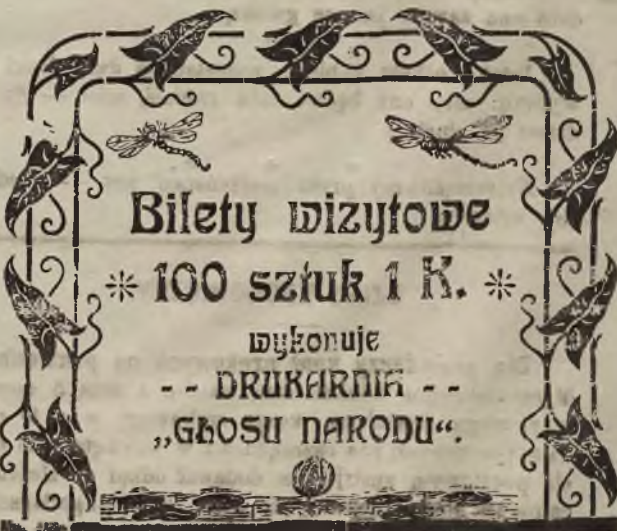 Bilety wizytowe
* 100 sztuk 1 K. *
wykonuje
- - DRUKARNIA - -
„GŁOSU NARODU“.